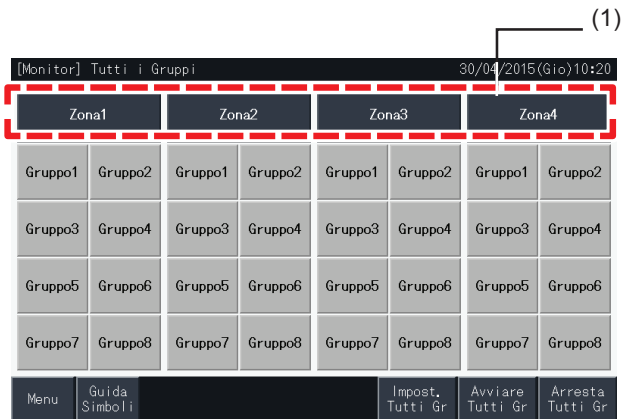 (1)
[Monitor] Tutti i Gruppi 30/04/2015(Gio)10:20
Zona1 Zona2 Zona3 Zona4
Gruppo1 Gruppo2 Gruppo1 Gruppo2 Gruppo1 Gruppo2 Gruppo1 Gruppo2
Gruppo3 Gruppo4 Gruppo3 Gruppo4 Gruppo3 Gruppo4 Gruppo3 Gruppo4
Gruppo5 Gruppo6 Gruppo5 Gruppo6 Gruppo5 Gruppo6 Gruppo5 Gruppo6
Gruppo7 Gruppo8 Gruppo7 Gruppo8 Gruppo7 Gruppo8 Gruppo7 Gruppo8
Menu
Guida
Simboli
Impost.
Tutti Gr
Avviare
Tutti Gr
Arresta
Tutti Gr